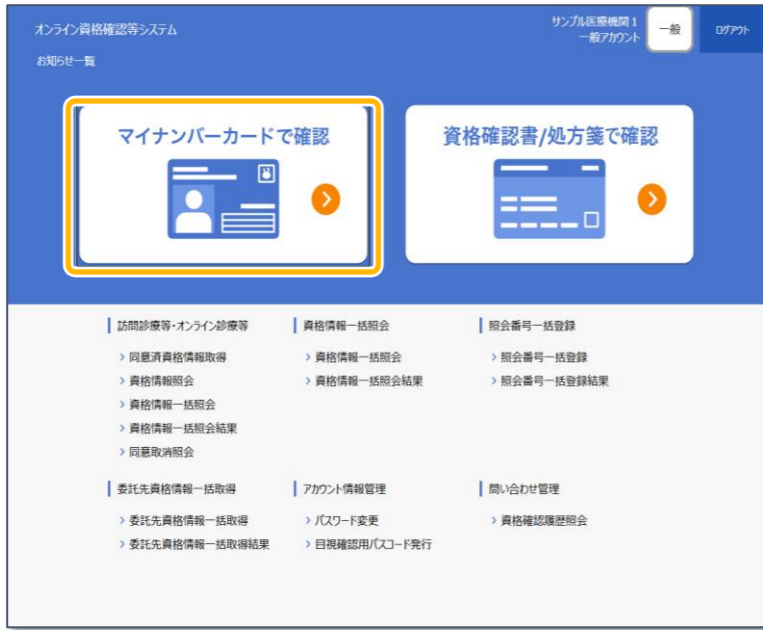 オンライン資格確認等システム
サンプル医療機関1
一般アカウント
一般
ログアウト
お知らせ一覧
マイナンバーカードで確認
資格確認書/処方箋で確認
訪問診療等・オンライン診療等
同意済資格情報取得
資格情報照会
資格情報一括照会
資格情報一括照会結果
同意取消照会
資格情報一括照会
資格情報一括照会
資格情報一括照会結果
照会番号一括登録
照会番号一括登録
照会番号一括登録結果
委託先資格情報一括取得
委託先資格情報一括取得
委託先資格情報一括取得結果
アカウント情報管理
パスワード変更
目視確認用パスコード発行
問い合わせ管理
資格確認履歴照会